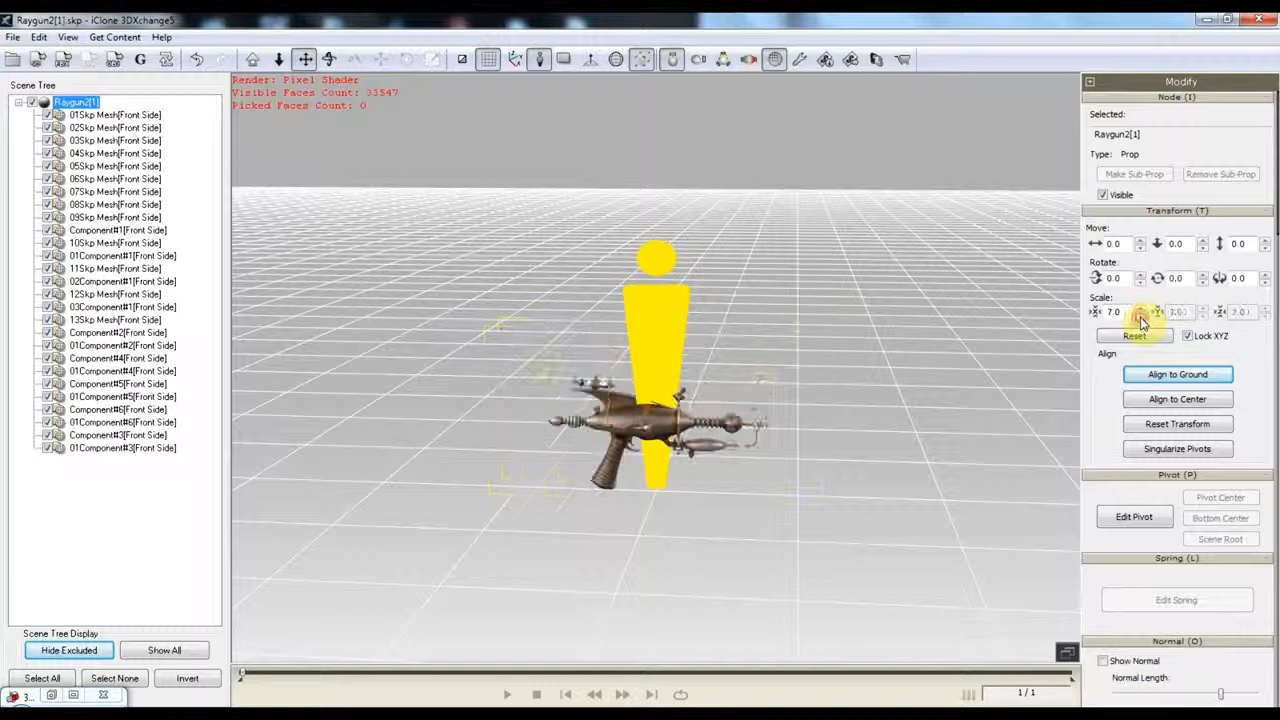 Raygun2[1].skp - iClone 3DXchange5
File Edit View Get Content Help
Scene Tree
Raygun2[1]
01Skp Mesh[Front Side]
02Skp Mesh[Front Side]
03Skp Mesh[Front Side]
04Skp Mesh[Front Side]
05Skp Mesh[Front Side]
06Skp Mesh[Front Side]
07Skp Mesh[Front Side]
08Skp Mesh[Front Side]
09Skp Mesh[Front Side]
Component#1[Front Side]
10Skp Mesh[Front Side]
01Component#1[Front Side]
11Skp Mesh[Front Side]
02Component#1[Front Side]
12Skp Mesh[Front Side]
03Component#1[Front Side]
13Skp Mesh[Front Side]
Component#2[Front Side]
01Component#2[Front Side]
Component#4[Front Side]
01Component#4[Front Side]
Component#5[Front Side]
01Component#5[Front Side]
Component#6[Front Side]
01Component#6[Front Side]
Component#3[Front Side]
01Component#3[Front Side]
Scene Tree Display
Hide Excluded Show All
Select All Select None Invert
3...
Render: Pixel Shader
Visible Faces Count: 33547
Picked Faces Count: 0
1 / 1
Modify
Node (I)
Selected:
Raygun2[1]
Type: Prop
Make Sub-Prop Remove Sub-Prop
Visible
Transform (T)
Move:
0.0 0.0 0.0
Rotate:
0.0 0.0 0.0
Scale:
7.0
Reset Lock XYZ
Align
Align to Ground
Align to Center
Reset Transform
Singularize Pivots
Pivot (P)
Edit Pivot
Pivot Center
Bottom Center
Scene Root
Spring (L)
Edit Spring
Normal (O)
Show Normal
Normal Length: